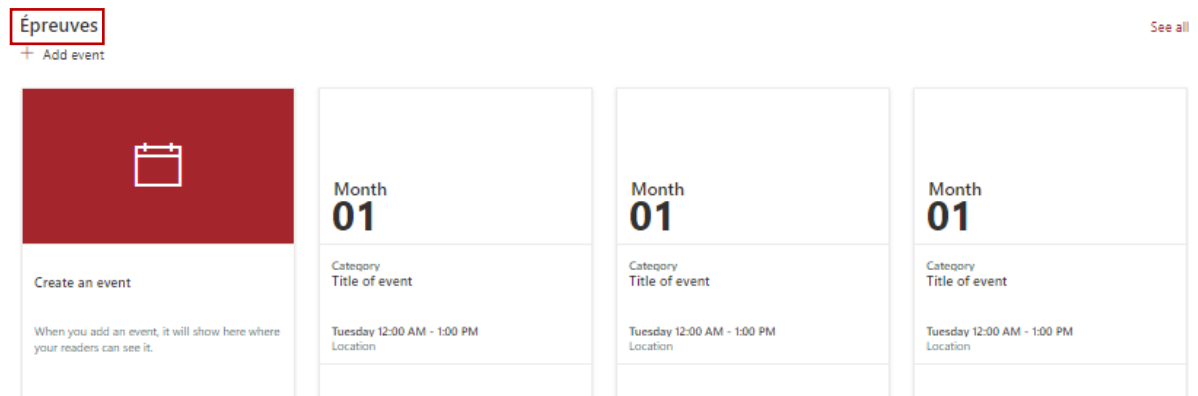 Épreuves
See all
+ Add event
Month
01
Month
01
Month
01
Create an event
When you add an event, it will show here where
your readers can see it.
Category
Title of event
Tuesday 12:00 AM - 1:00 PM
Location
Category
Title of event
Tuesday 12:00 AM - 1:00 PM
Location
Category
Title of event
Tuesday 12:00 AM - 1:00 PM
Location